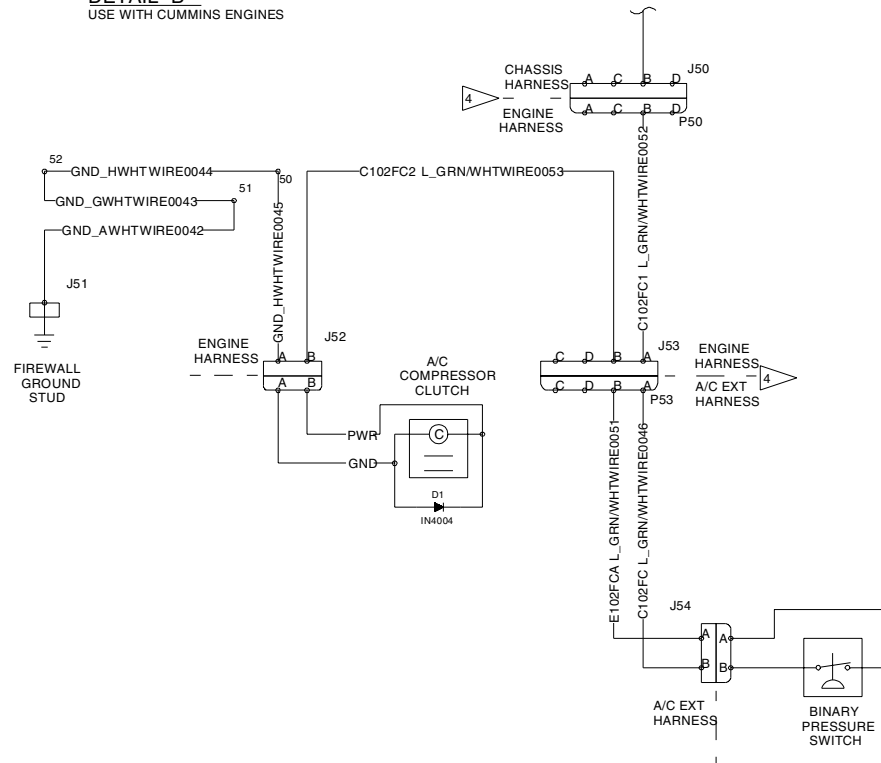 DETAIL "B"
USE WITH CUMMINS ENGINES
CHASSIS
HARNESS
J50
A C B D
4
ENGINE
HARNESS
A C B D
P50
52
GND_HWHTWIRE0044
50
51
GND_GWHTWIRE0043
GND_AWHTWIRE0042
C102FC2 L_GRN/WHTWIRE0053
C102FC1 L_GRN/WHTWIRE0052
GND_HWHTWIRE0045
J51
FIREWALL
GROUND
STUD
ENGINE
HARNESS
J52
A B
A B
A/C
COMPRESSOR
CLUTCH
PWR
C
GND
D1
IN4004
J53
C D B A
ENGINE
HARNESS
4
A/C EXT
HARNESS
C D B A
P53
E102FCA L_GRN/WHTWIRE0051
C102FC L_GRN/WHTWIRE0046
J54
A A
B B
A/C EXT
HARNESS
BINARY
PRESSURE
SWITCH